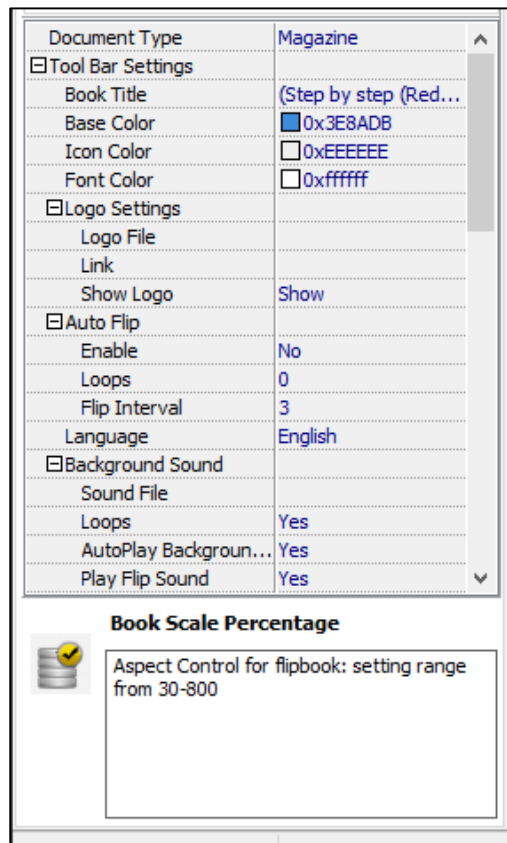 Document Type Magazine
Tool Bar Settings
Book Title (Step by step (Red...
Base Color 0x3E8ADB
Icon Color 0xEEEEEE
Font Color 0xffffff
Logo Settings
Logo File
Link
Show Logo Show
Auto Flip
Enable No
Loops 0
Flip Interval 3
Language English
Background Sound
Sound File
Loops Yes
AutoPlay Backgroun... Yes
Play Flip Sound Yes
Book Scale Percentage
Aspect Control for flipbook: setting range
from 30-800